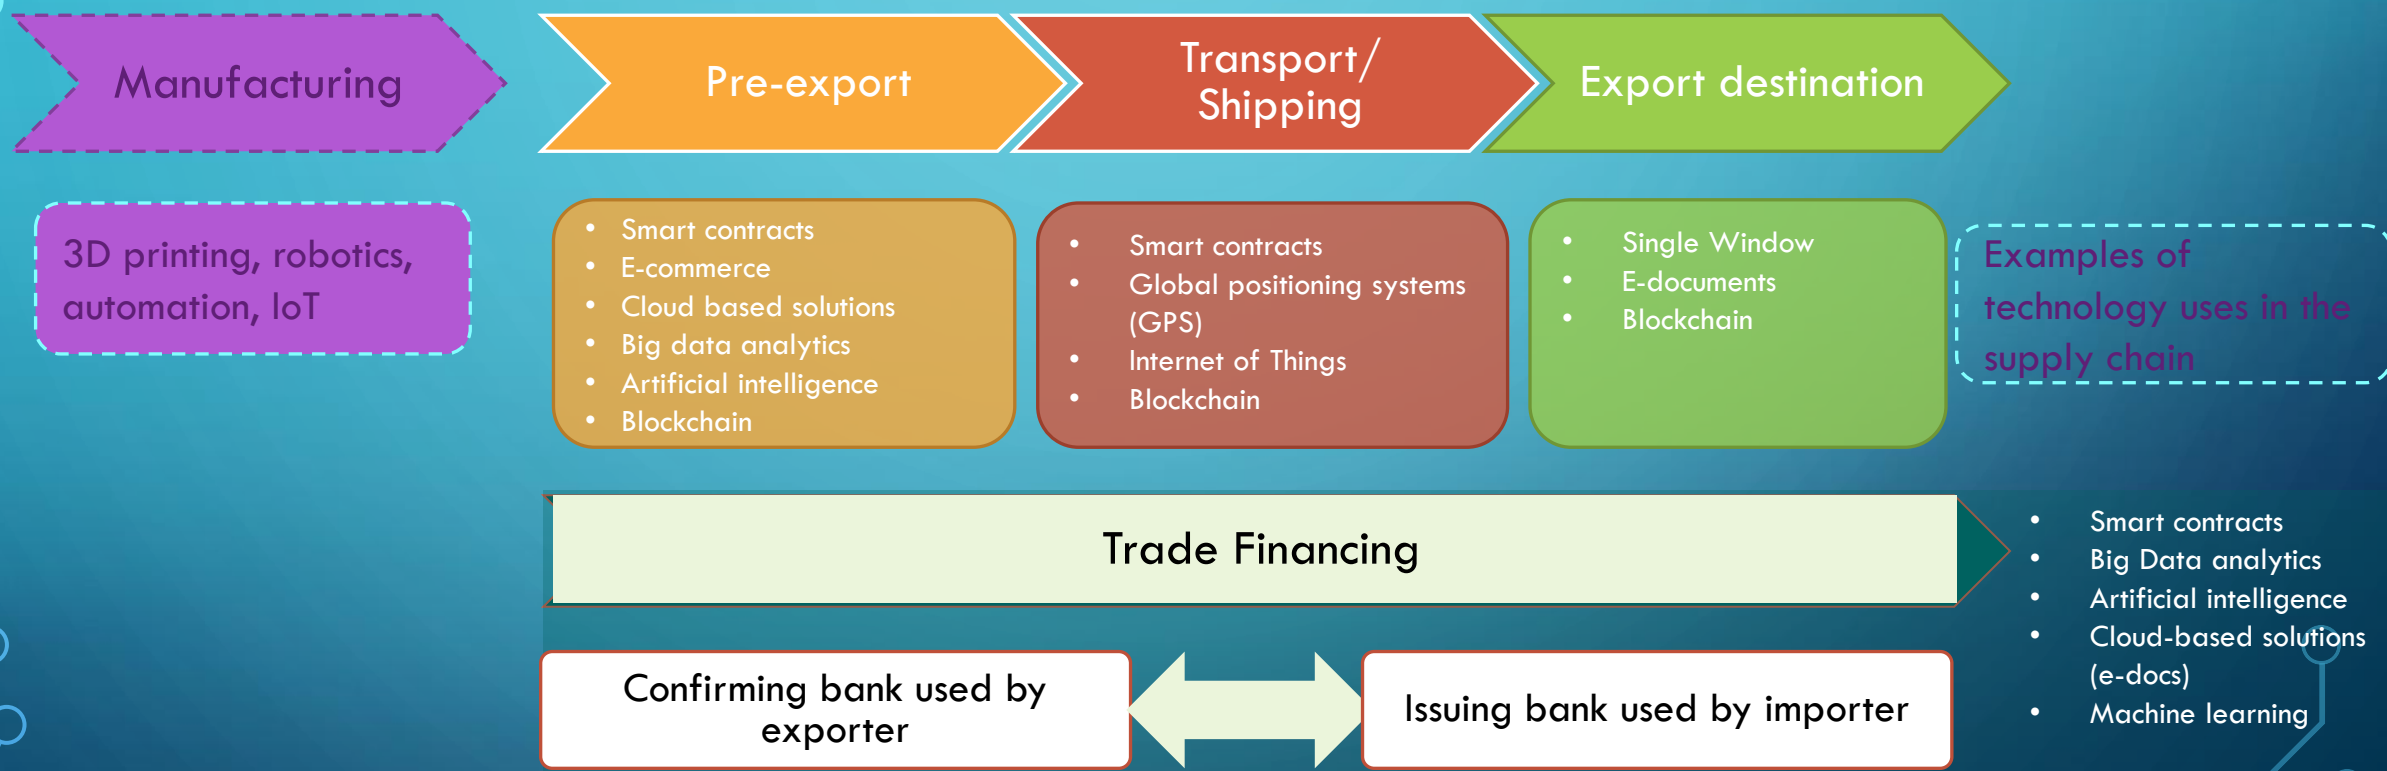 Manufacturing
Pre-export
Transport/
Shipping
Export destination
3D printing, robotics,
automation, IoT
• Smart contracts
• E-commerce
• Cloud based solutions
• Big data analytics
• Artificial intelligence
• Blockchain
• Smart contracts
• Global positioning systems
(GPS)
• Internet of Things
• Blockchain
• Single Window
• E-documents
• Blockchain
Examples of
technology uses in the
supply chain
Trade Financing
• Smart contracts
• Big Data analytics
• Artificial intelligence
• Cloud-based solutions
(e-docs)
• Machine learning
Confirming bank used by
exporter
Issuing bank used by importer